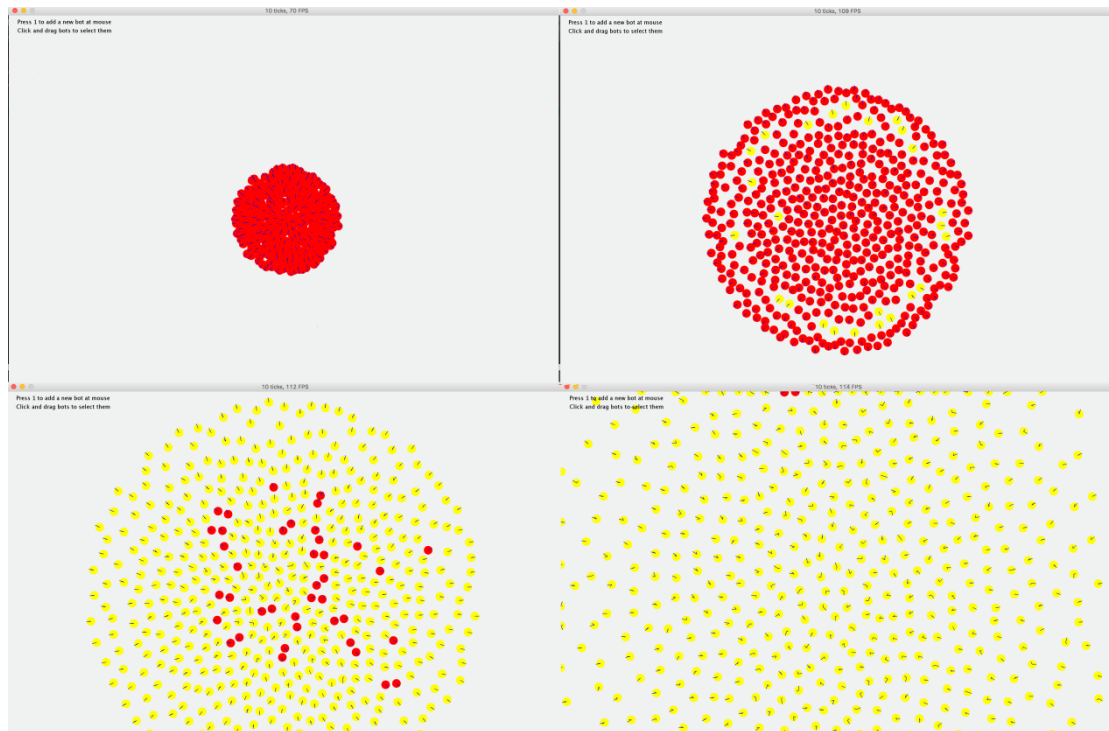 10 ticks, 70 FPS
Press 1 to add a new bot at mouse
Click and drag bots to select them
10 ticks, 109 FPS
Press 1 to add a new bot at mouse
Click and drag bots to select them
10 ticks, 112 FPS
Press 1 to add a new bot at mouse
Click and drag bots to select them
10 ticks, 114 FPS
Press 1 to add a new bot at mouse
Click and drag bots to select them